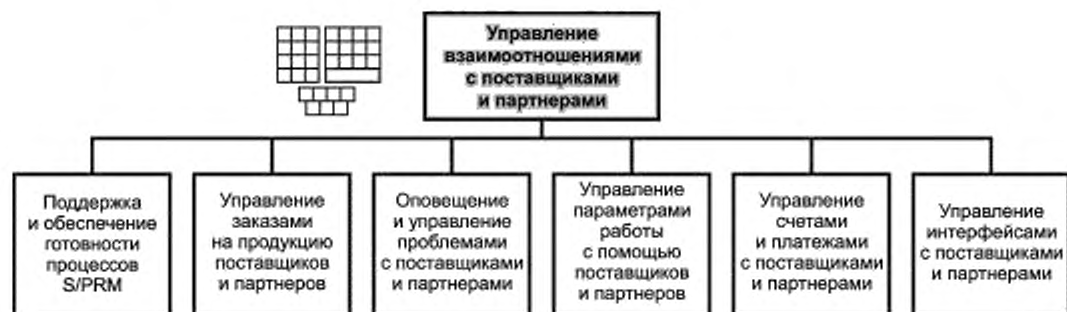 Управление
взаимоотношениями
с поставщиками
и партнерами
Поддержка
и обеспечение
готовности
процессов
S/PRM
Управление
заказами
на продукцию
поставщиков
и партнеров
Оповещение
и управление
проблемами
с поставщиками
и партнерами
Управление
параметрами
работы
с помощью
поставщиков
и партнеров
Управление
счетами
и платежами
с поставщиками
и партнерами
Управление
интерфейсами
с поставщиками
и партнерами